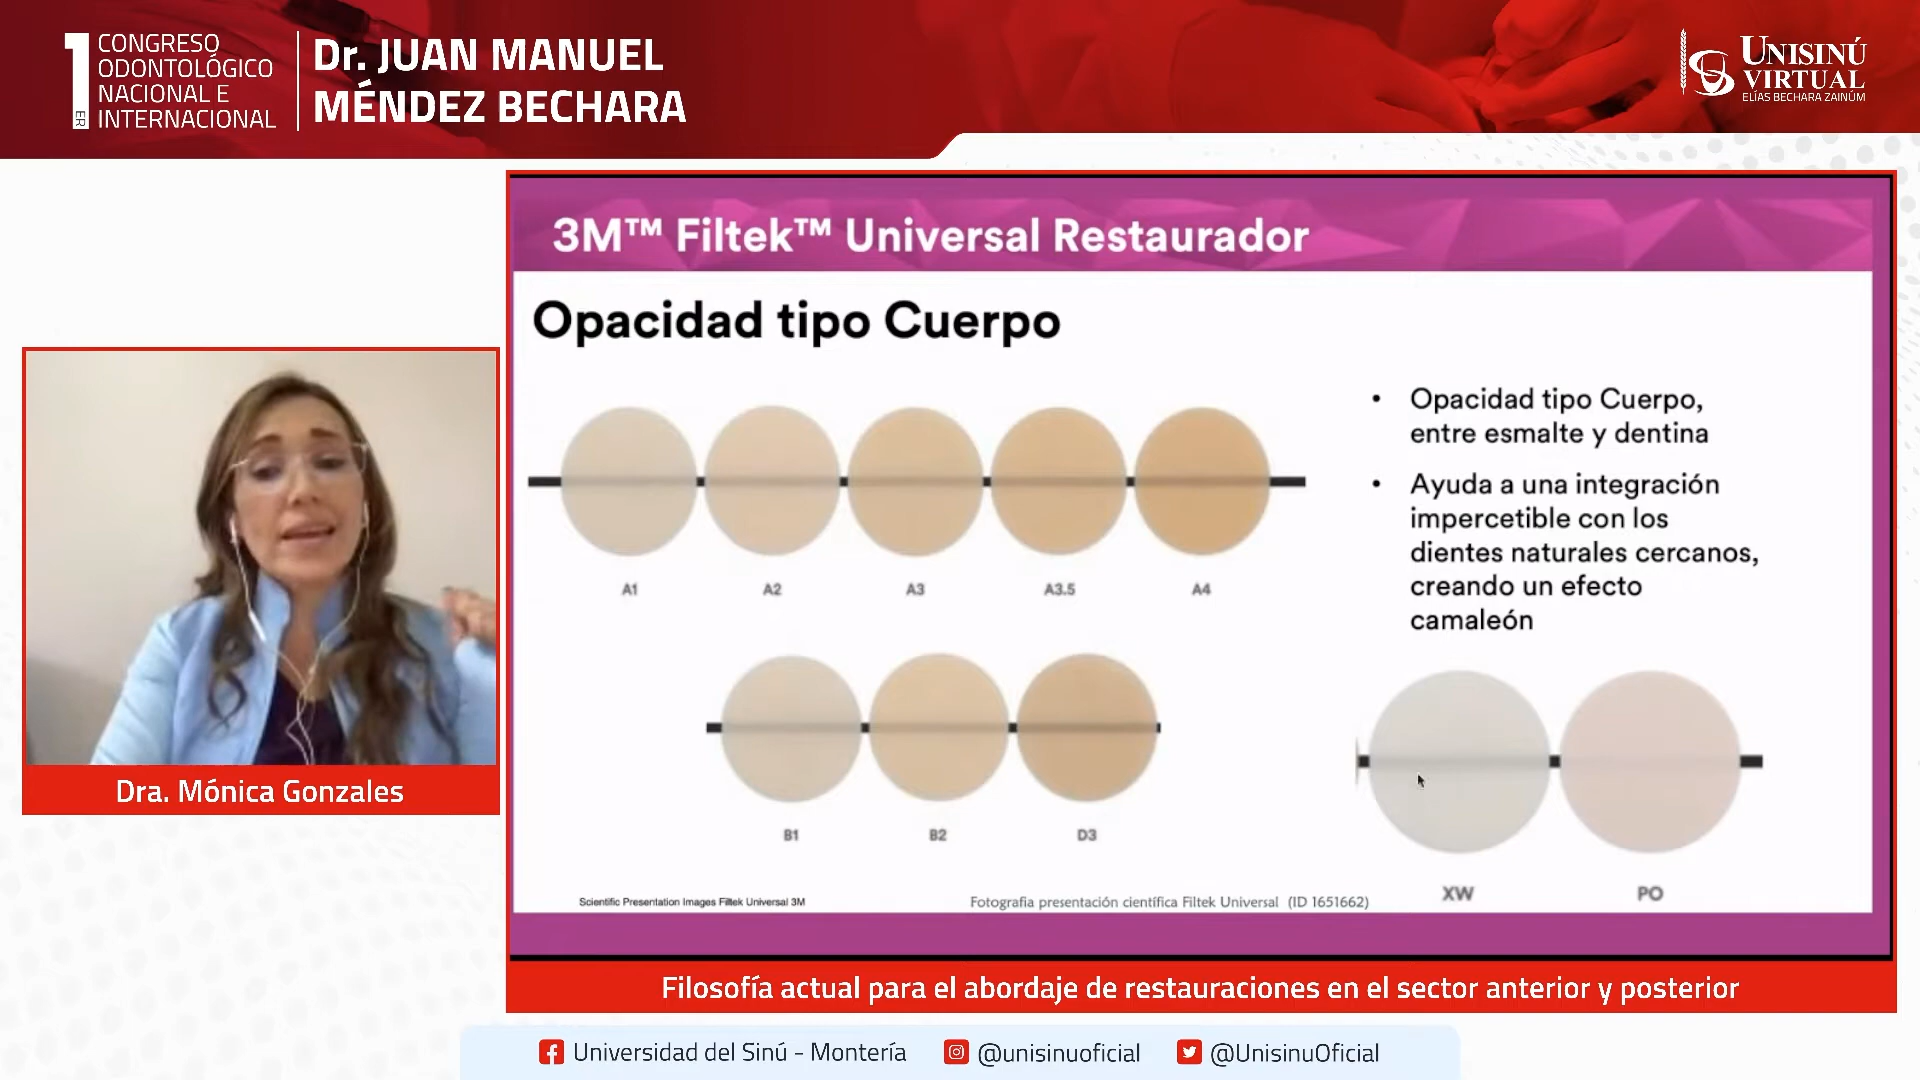 1
ER
CONGRESO
ODONTOLÓGICO
NACIONAL E
INTERNACIONAL
Dr. JUAN MANUEL
MÉNDEZ BECHARA
UNISINÚ
VIRTUAL
ELÍAS BECHARA ZAINÚM
3M™ Filtek™ Universal Restaurador
Opacidad tipo Cuerpo
• Opacidad tipo Cuerpo,
entre esmalte y dentina
• Ayuda a una integración
impercetible con los
dientes naturales cercanos,
creando un efecto
camaleón
A1 A2 A3 A3.5 A4
B1 B2 D3
XW PO
Scientific Presentation Images Filtek Universal 3M
Fotografia presentación científica Filtek Universal (ID 1651662)
Dra. Mónica Gonzales
Filosofía actual para el abordaje de restauraciones en el sector anterior y posterior
Universidad del Sinú - Montería @unisinuoficial @UnisinuOficial